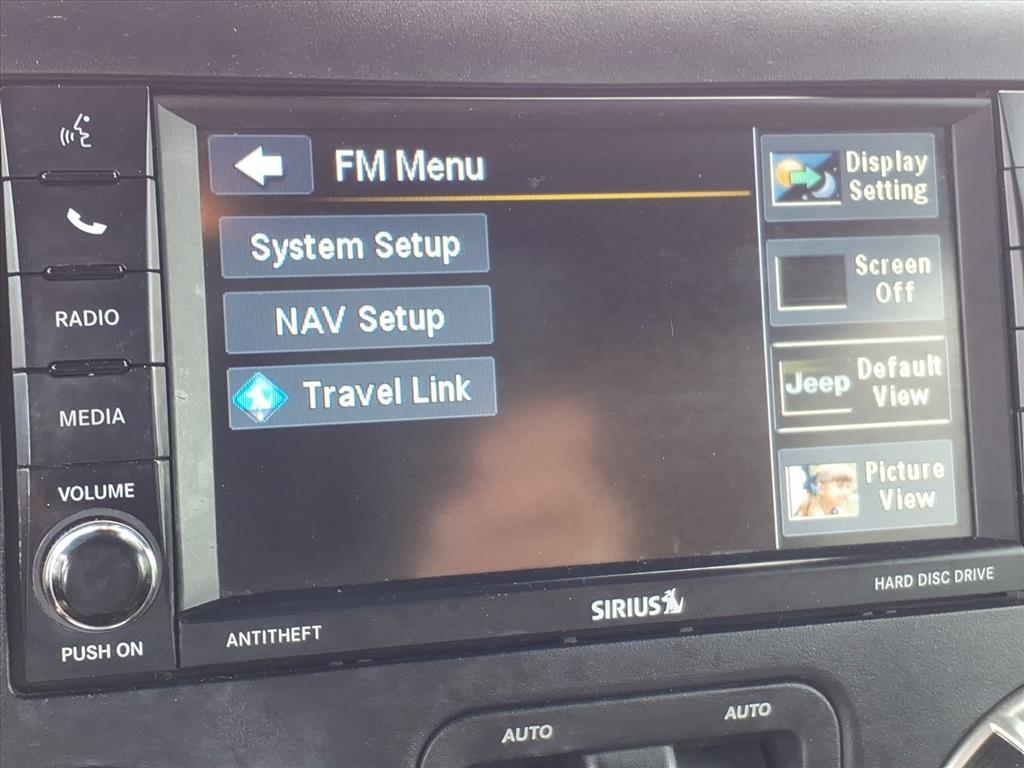 FM Menu
System Setup
NAV Setup
Travel Link
Display
Setting
Screen
Off
Jeep
Default
View
Picture
View
RADIO
MEDIA
VOLUME
PUSH ON
ANTITHEFT
SIRIUS
HARD DISC DRIVE
AUTO
AUTO